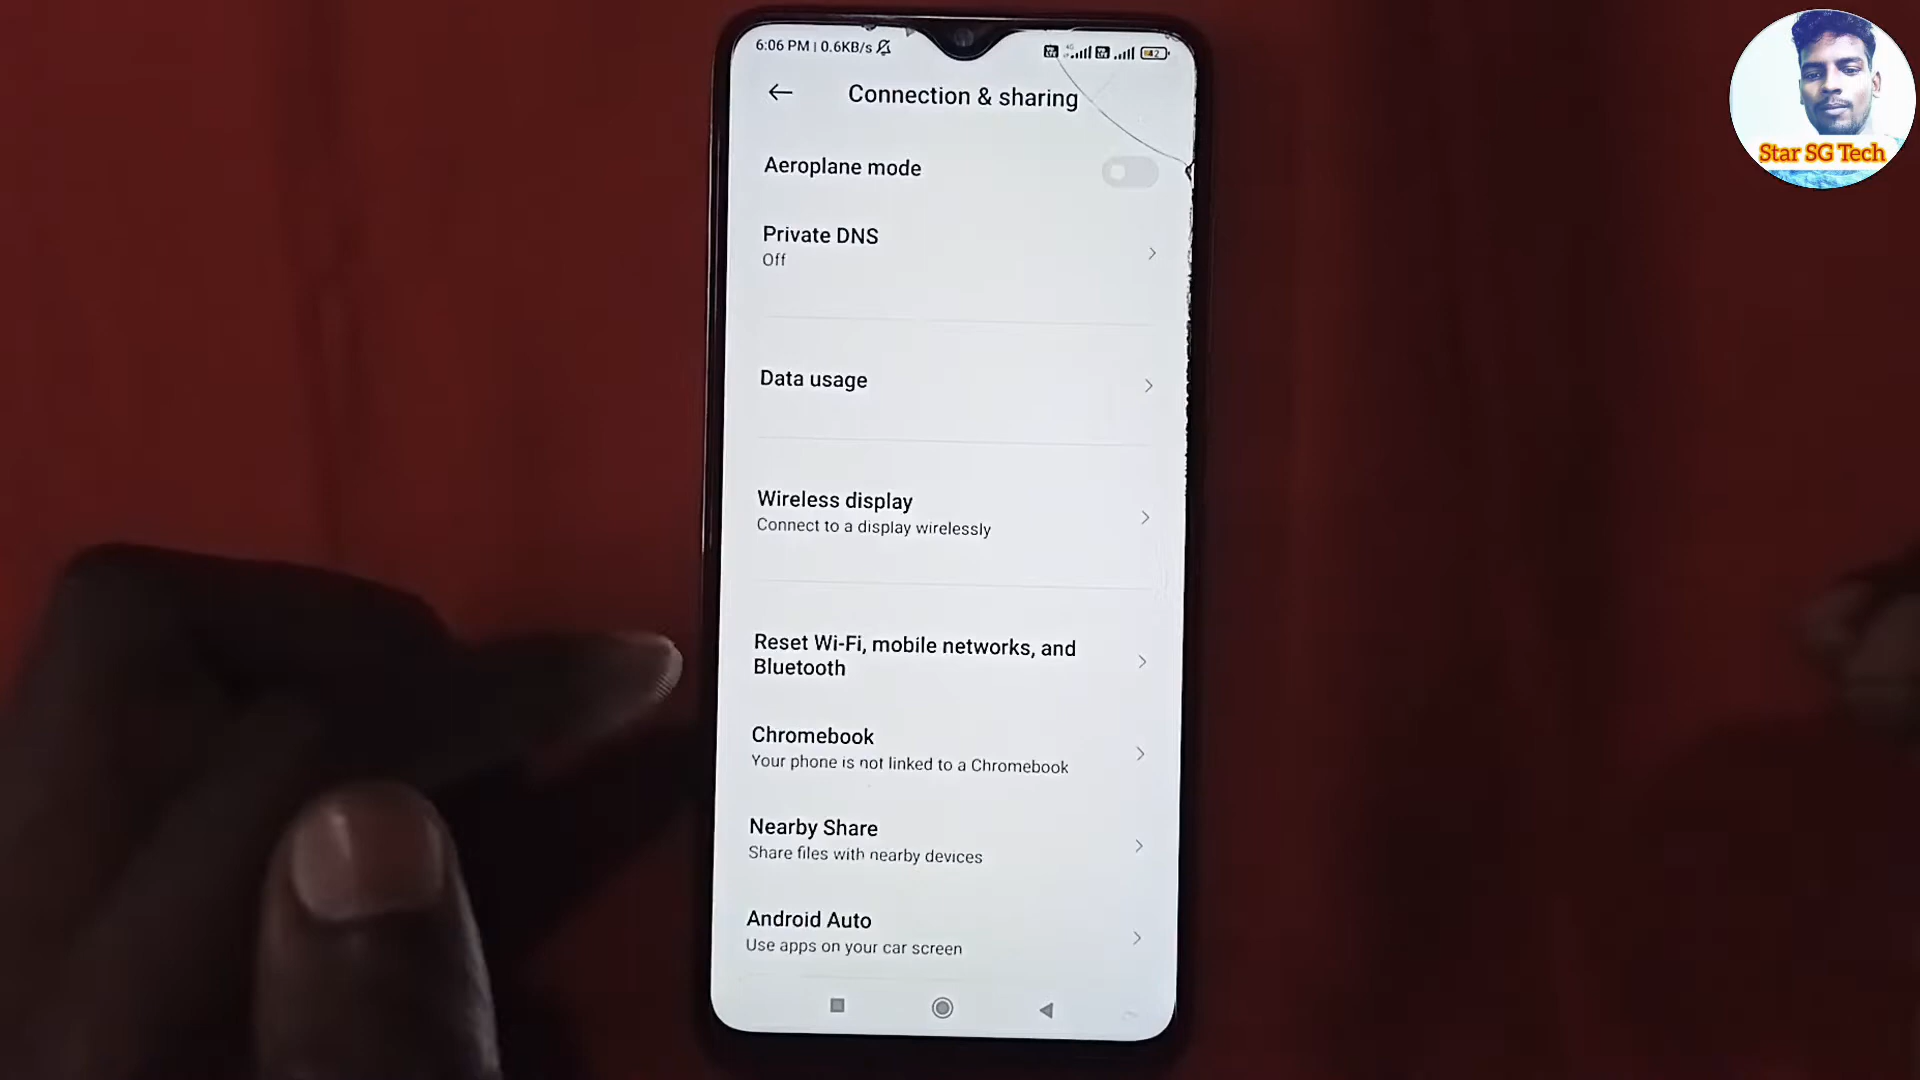 6:06 PM | 0.6KB/s
4G
42
Connection & sharing
Aeroplane mode
Private DNS
Off
Data usage
Wireless display
Connect to a display wirelessly
Reset Wi-Fi, mobile networks, and
Bluetooth
Chromebook
Your phone is not linked to a Chromebook
Nearby Share
Share files with nearby devices
Android Auto
Use apps on your car screen
Star SG Tech